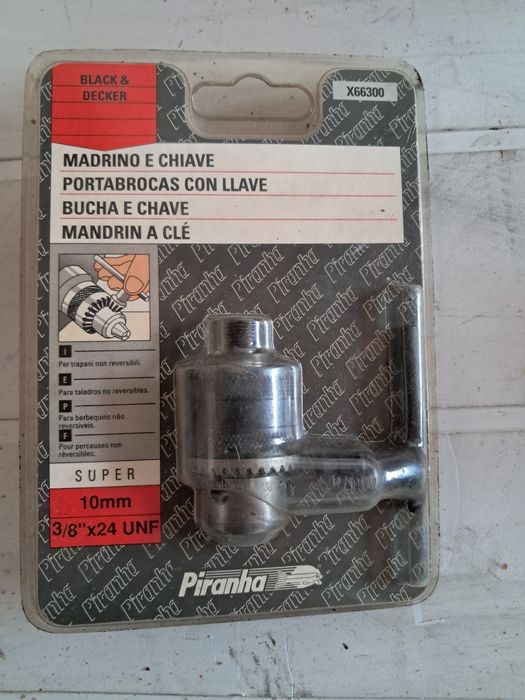 BLACK &
DECKER
X66300
MADRINO E CHIAVE
PORTABROCAS CON LLAVE
BUCHA E CHAVE
MANDRIN A CLÉ
I
Per trapani non reversibili.
E
Para taladros no reversibles.
P
Para berbequins não
reversiveis.
F
Pour perceuses non
réversibles.
SUPER
10mm
3/8"x24 UNF
Piranha